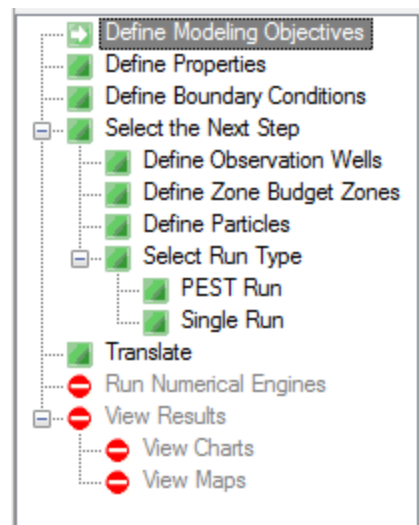 Define Modeling Objectives
Define Properties
Define Boundary Conditions
Select the Next Step
Define Observation Wells
Define Zone Budget Zones
Define Particles
Select Run Type
PEST Run
Single Run
Translate
Run Numerical Engines
View Results
View Charts
View Maps